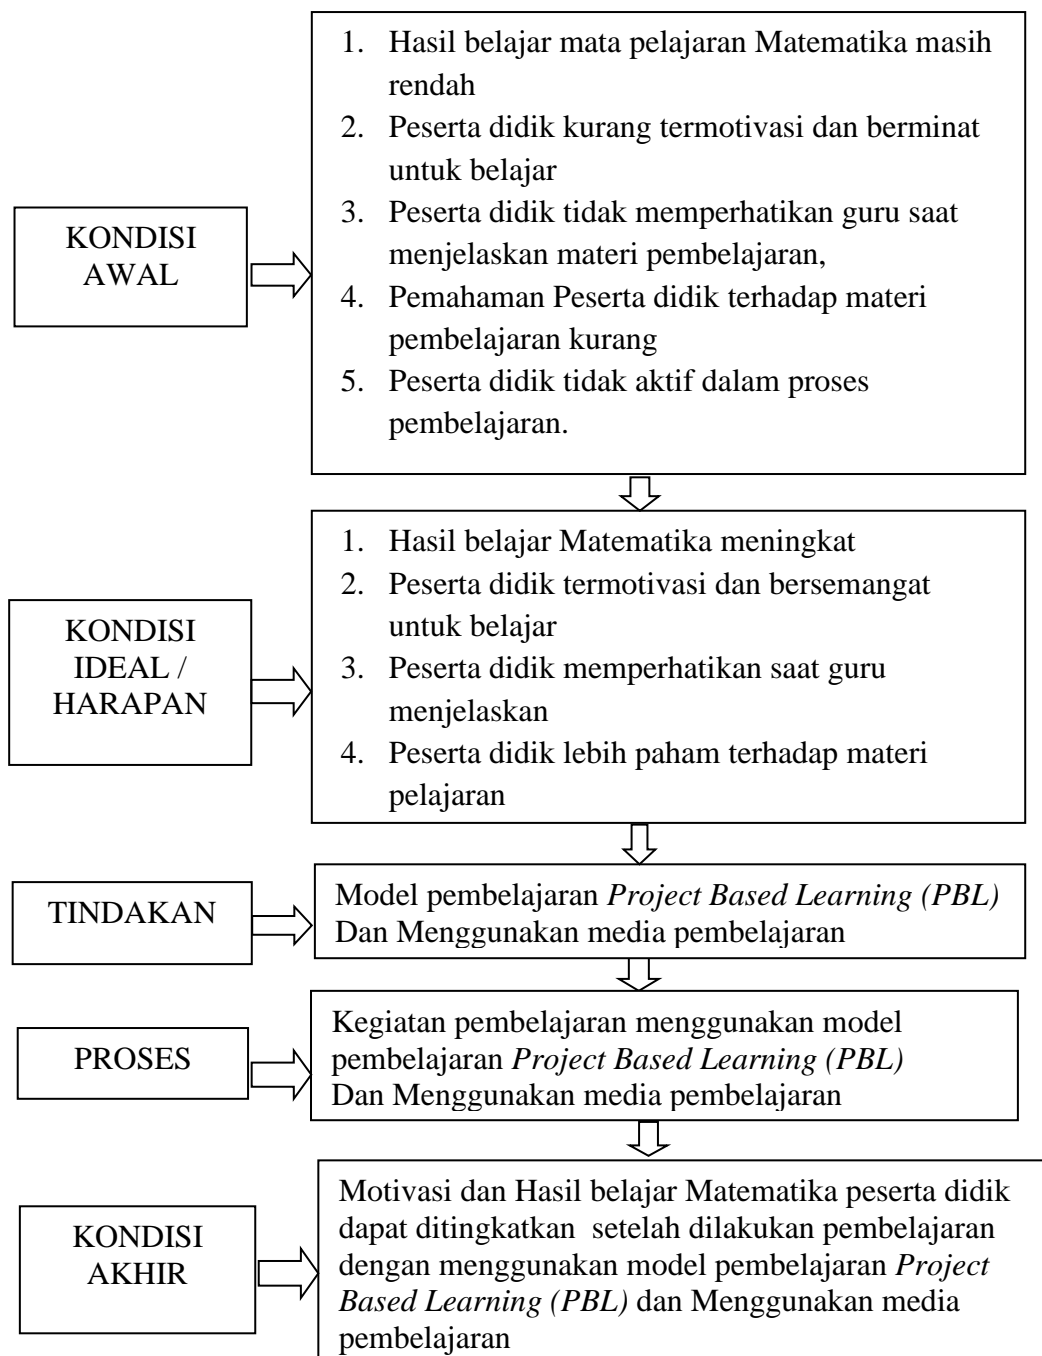 KONDISI
AWAL
1. Hasil belajar mata pelajaran Matematika masih
rendah
2. Peserta didik kurang termotivasi dan berminat
untuk belajar
3. Peserta didik tidak memperhatikan guru saat
menjelaskan materi pembelajaran,
4. Pemahaman Peserta didik terhadap materi
pembelajaran kurang
5. Peserta didik tidak aktif dalam proses
pembelajaran.
KONDISI
IDEAL /
HARAPAN
1. Hasil belajar Matematika meningkat
2. Peserta didik termotivasi dan bersemangat
untuk belajar
3. Peserta didik memperhatikan saat guru
menjelaskan
4. Peserta didik lebih paham terhadap materi
pelajaran
TINDAKAN
Model pembelajaran Project Based Learning (PBL)
Dan Menggunakan media pembelajaran
PROSES
Kegiatan pembelajaran menggunakan model
pembelajaran Project Based Learning (PBL)
Dan Menggunakan media pembelajaran
KONDISI
AKHIR
Motivasi dan Hasil belajar Matematika peserta didik
dapat ditingkatkan  setelah dilakukan pembelajaran
dengan menggunakan model pembelajaran Project
Based Learning (PBL) dan Menggunakan media
pembelajaran